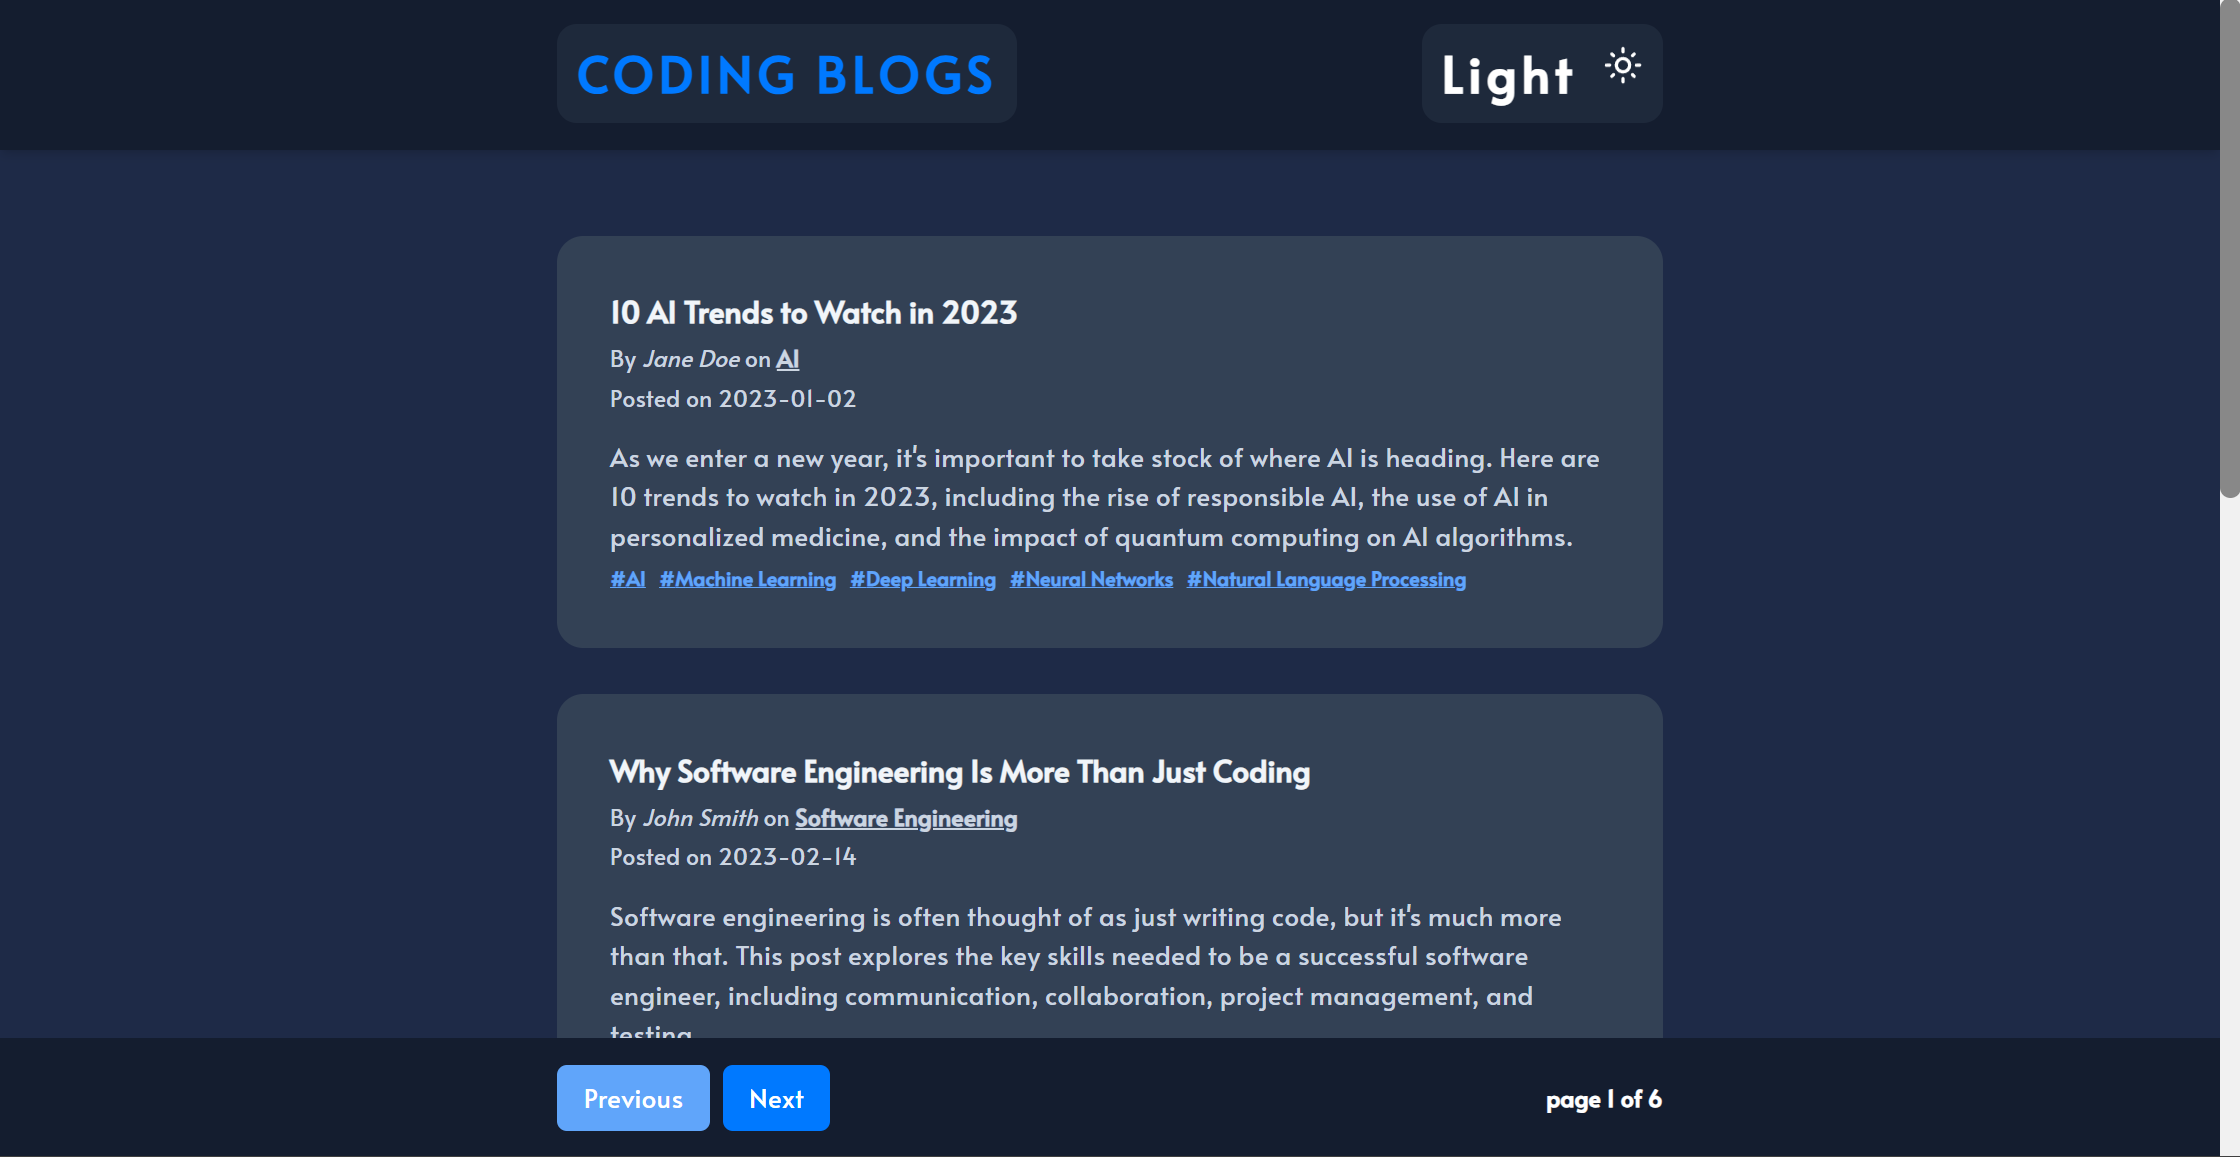 CODING BLOGS
Light
10 AI Trends to Watch in 2023
By Jane Doe on AI
Posted on 2023-01-02
As we enter a new year, it's important to take stock of where AI is heading. Here are
10 trends to watch in 2023, including the rise of responsible AI, the use of AI in
personalized medicine, and the impact of quantum computing on AI algorithms.
#AI #Machine Learning #Deep Learning #Neural Networks #Natural Language Processing
Why Software Engineering Is More Than Just Coding
By John Smith on Software Engineering
Posted on 2023-02-14
Software engineering is often thought of as just writing code, but it's much more
than that. This post explores the key skills needed to be a successful software
engineer, including communication, collaboration, project management, and
testing
Previous Next page 1 of 6